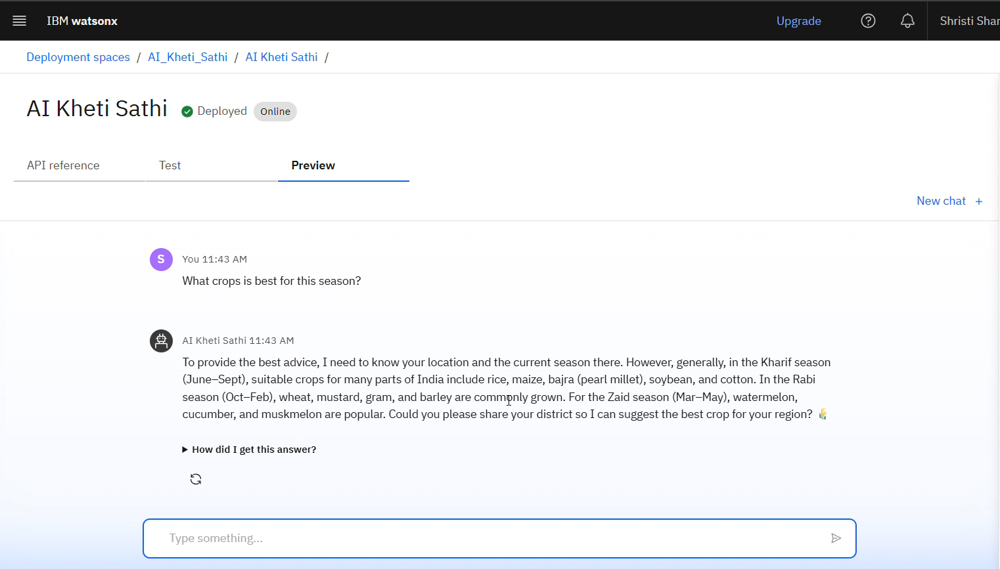 IBM watsonx
Upgrade
Shristi Shar
Deployment spaces / AI_Kheti_Sathi / AI Kheti Sathi /
AI Kheti Sathi
Deployed
Online
API reference
Test
Preview
New chat +
S
You 11:43 AM
What crops is best for this season?
AI Kheti Sathi 11:43 AM
To provide the best advice, I need to know your location and the current season there. However, generally, in the Kharif season
(June–Sept), suitable crops for many parts of India include rice, maize, bajra (pearl millet), soybean, and cotton. In the Rabi
season (Oct–Feb), wheat, mustard, gram, and barley are commonly grown. For the Zaid season (Mar–May), watermelon,
cucumber, and muskmelon are popular. Could you please share your district so I can suggest the best crop for your region? 🌾
How did I get this answer?
Type something...